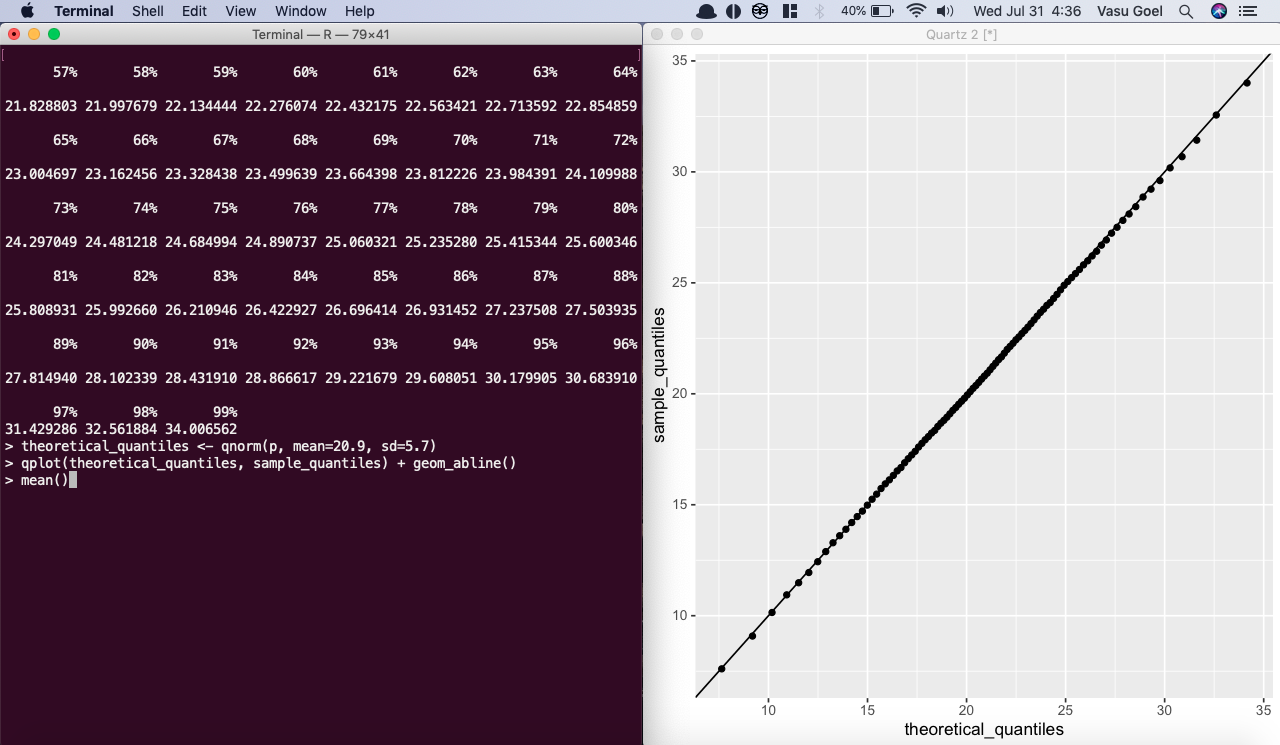 Terminal Shell Edit View Window Help 40% Wed Jul 31 4:36 Vasu Goel
Terminal — R — 79×41
[ ]
57% 58% 59% 60% 61% 62% 63% 64%
21.828803 21.997679 22.134444 22.276074 22.432175 22.563421 22.713592 22.854859
65% 66% 67% 68% 69% 70% 71% 72%
23.004697 23.162456 23.328438 23.499639 23.664398 23.812226 23.984391 24.109988
73% 74% 75% 76% 77% 78% 79% 80%
24.297049 24.481218 24.684994 24.890737 25.060321 25.235280 25.415344 25.600346
81% 82% 83% 84% 85% 86% 87% 88%
25.808931 25.992660 26.210946 26.422927 26.696414 26.931452 27.237508 27.503935
89% 90% 91% 92% 93% 94% 95% 96%
27.814940 28.102339 28.431910 28.866617 29.221679 29.608051 30.179905 30.683910
97% 98% 99%
31.429286 32.561884 34.006562
> theoretical_quantiles <- qnorm(p, mean=20.9, sd=5.7)
> qplot(theoretical_quantiles, sample_quantiles) + geom_abline()
> mean()
Quartz 2 [*]
35
30
25
20
15
10
sample_quantiles
10 15 20 25 30 35
theoretical_quantiles